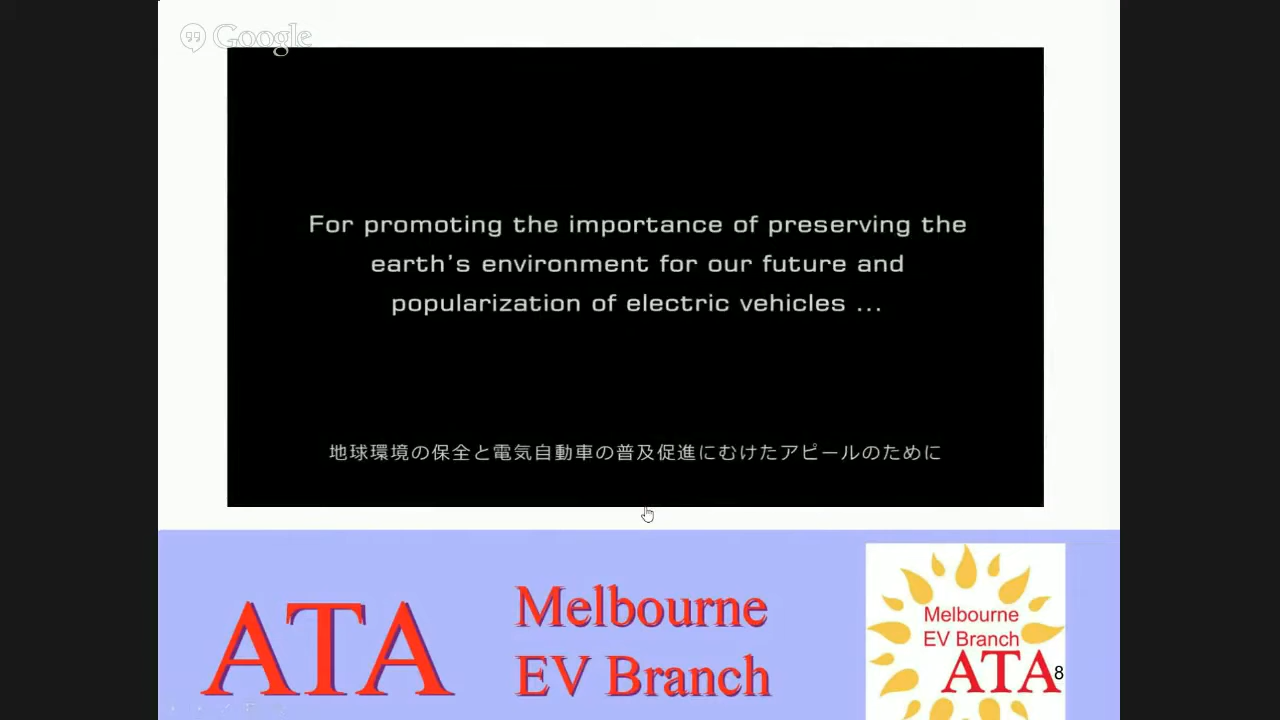 Google
For promoting the importance of preserving the
earth's environment for our future and
popularization of electric vehicles ...
地球環境の保全と電気自動車の普及促進にむけたアピールのために
ATA
Melbourne
EV Branch
Melbourne
EV Branch
ATA
8